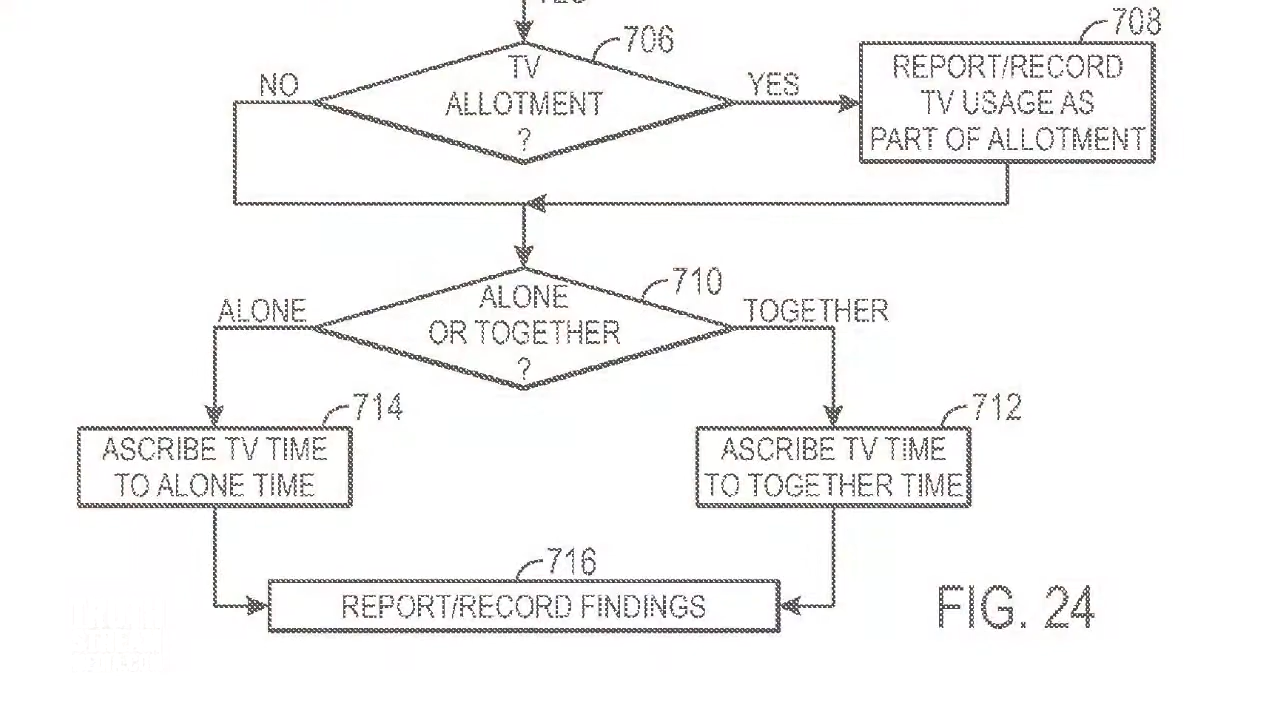 706
708
TV
ALLOTMENT
?
NO
YES
REPORT/RECORD
TV USAGE AS
PART OF ALLOTMENT
710
ALONE
OR TOGETHER
?
ALONE
TOGETHER
714
712
ASCRIBE TV TIME
TO ALONE TIME
ASCRIBE TV TIME
TO TOGETHER TIME
716
REPORT/RECORD FINDINGS
FIG. 24